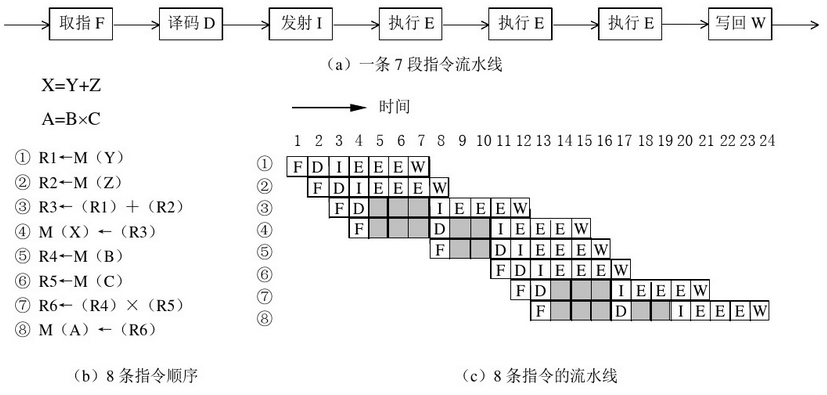 取指 F 译码 D 发射 I 执行 E 执行 E 执行 E 写回 W
（a）一条 7 段指令流水线
X=Y+Z
A=B×C
① R1←M（Y）
② R2←M（Z）
③ R3←（R1）＋（R2）
④ M（X）←（R3）
⑤ R4←M（B）
⑥ R5←M（C）
⑦ R6←（R4）×（R5）
⑧ M（A）←（R6）
（b）8 条指令顺序
时间
1 2 3 4 5 6 7 8 9 10 11 12 13 14 15 16 17 18 19 20 21 22 23 24
① F D I E E E W
② F D I E E E W
③ F D I E E E W
④ F D I E E E W
⑤ F D I E E E W
⑥ F D I E E E W
⑦ F D I E E E W
⑧ F D I E E E W
（c）8 条指令的流水线